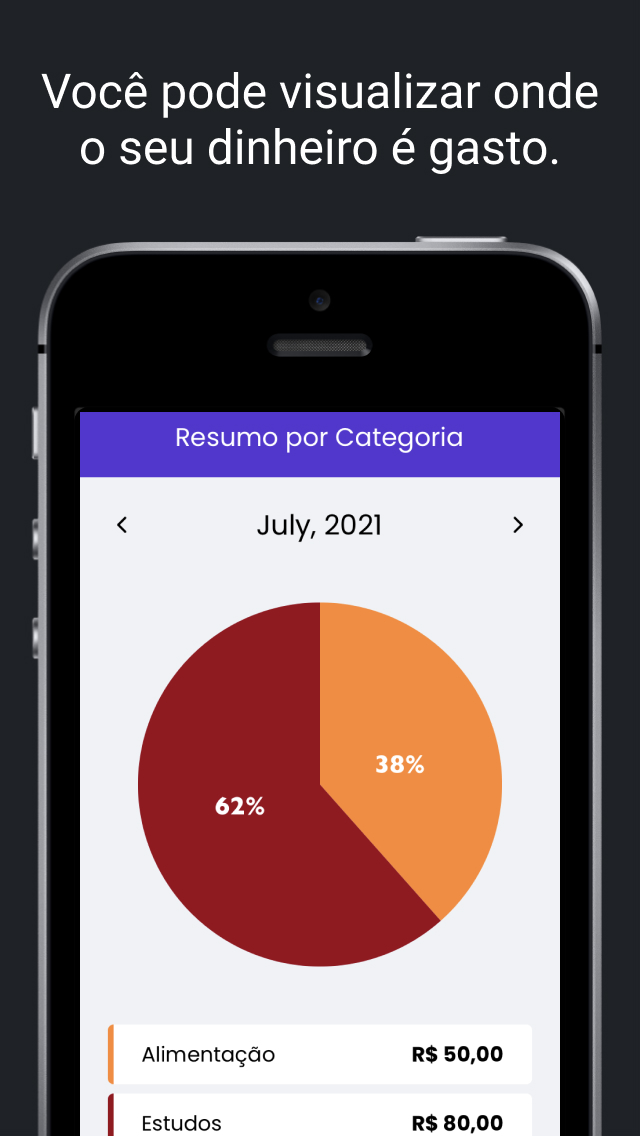 Você pode visualizar onde
o seu dinheiro é gasto.
Resumo por Categoria
July, 2021
38%
62%
Alimentação R$ 50,00
Estudos R$ 80,00